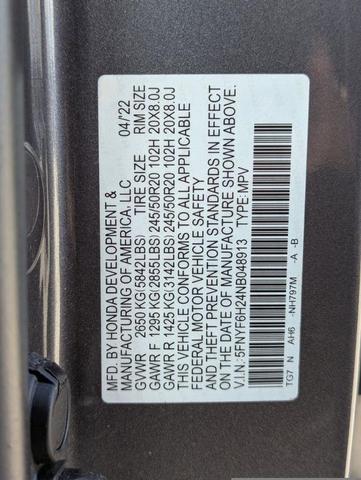 MFD. BY HONDA DEVELOPMENT &
MANUFACTURING OF AMERICA, LLC 04/'22
GVWR 2650 KG(5842LBS) TIRE SIZE RIM SIZE
GAWR F 1295 KG(2855LBS) 245/50R20 102H 20X8.0J
GAWR R 1425 KG(3142LBS) 245/50R20 102H 20X8.0J
THIS VEHICLE CONFORMS TO ALL APPLICABLE
FEDERAL MOTOR VEHICLE SAFETY
AND THEFT PREVENTION STANDARDS IN EFFECT
ON THE DATE OF MANUFACTURE SHOWN ABOVE.
V.I.N.: 5FNYF6H24NB048913 TYPE: MPV
TG7 N AH6 -NH797M -A -B